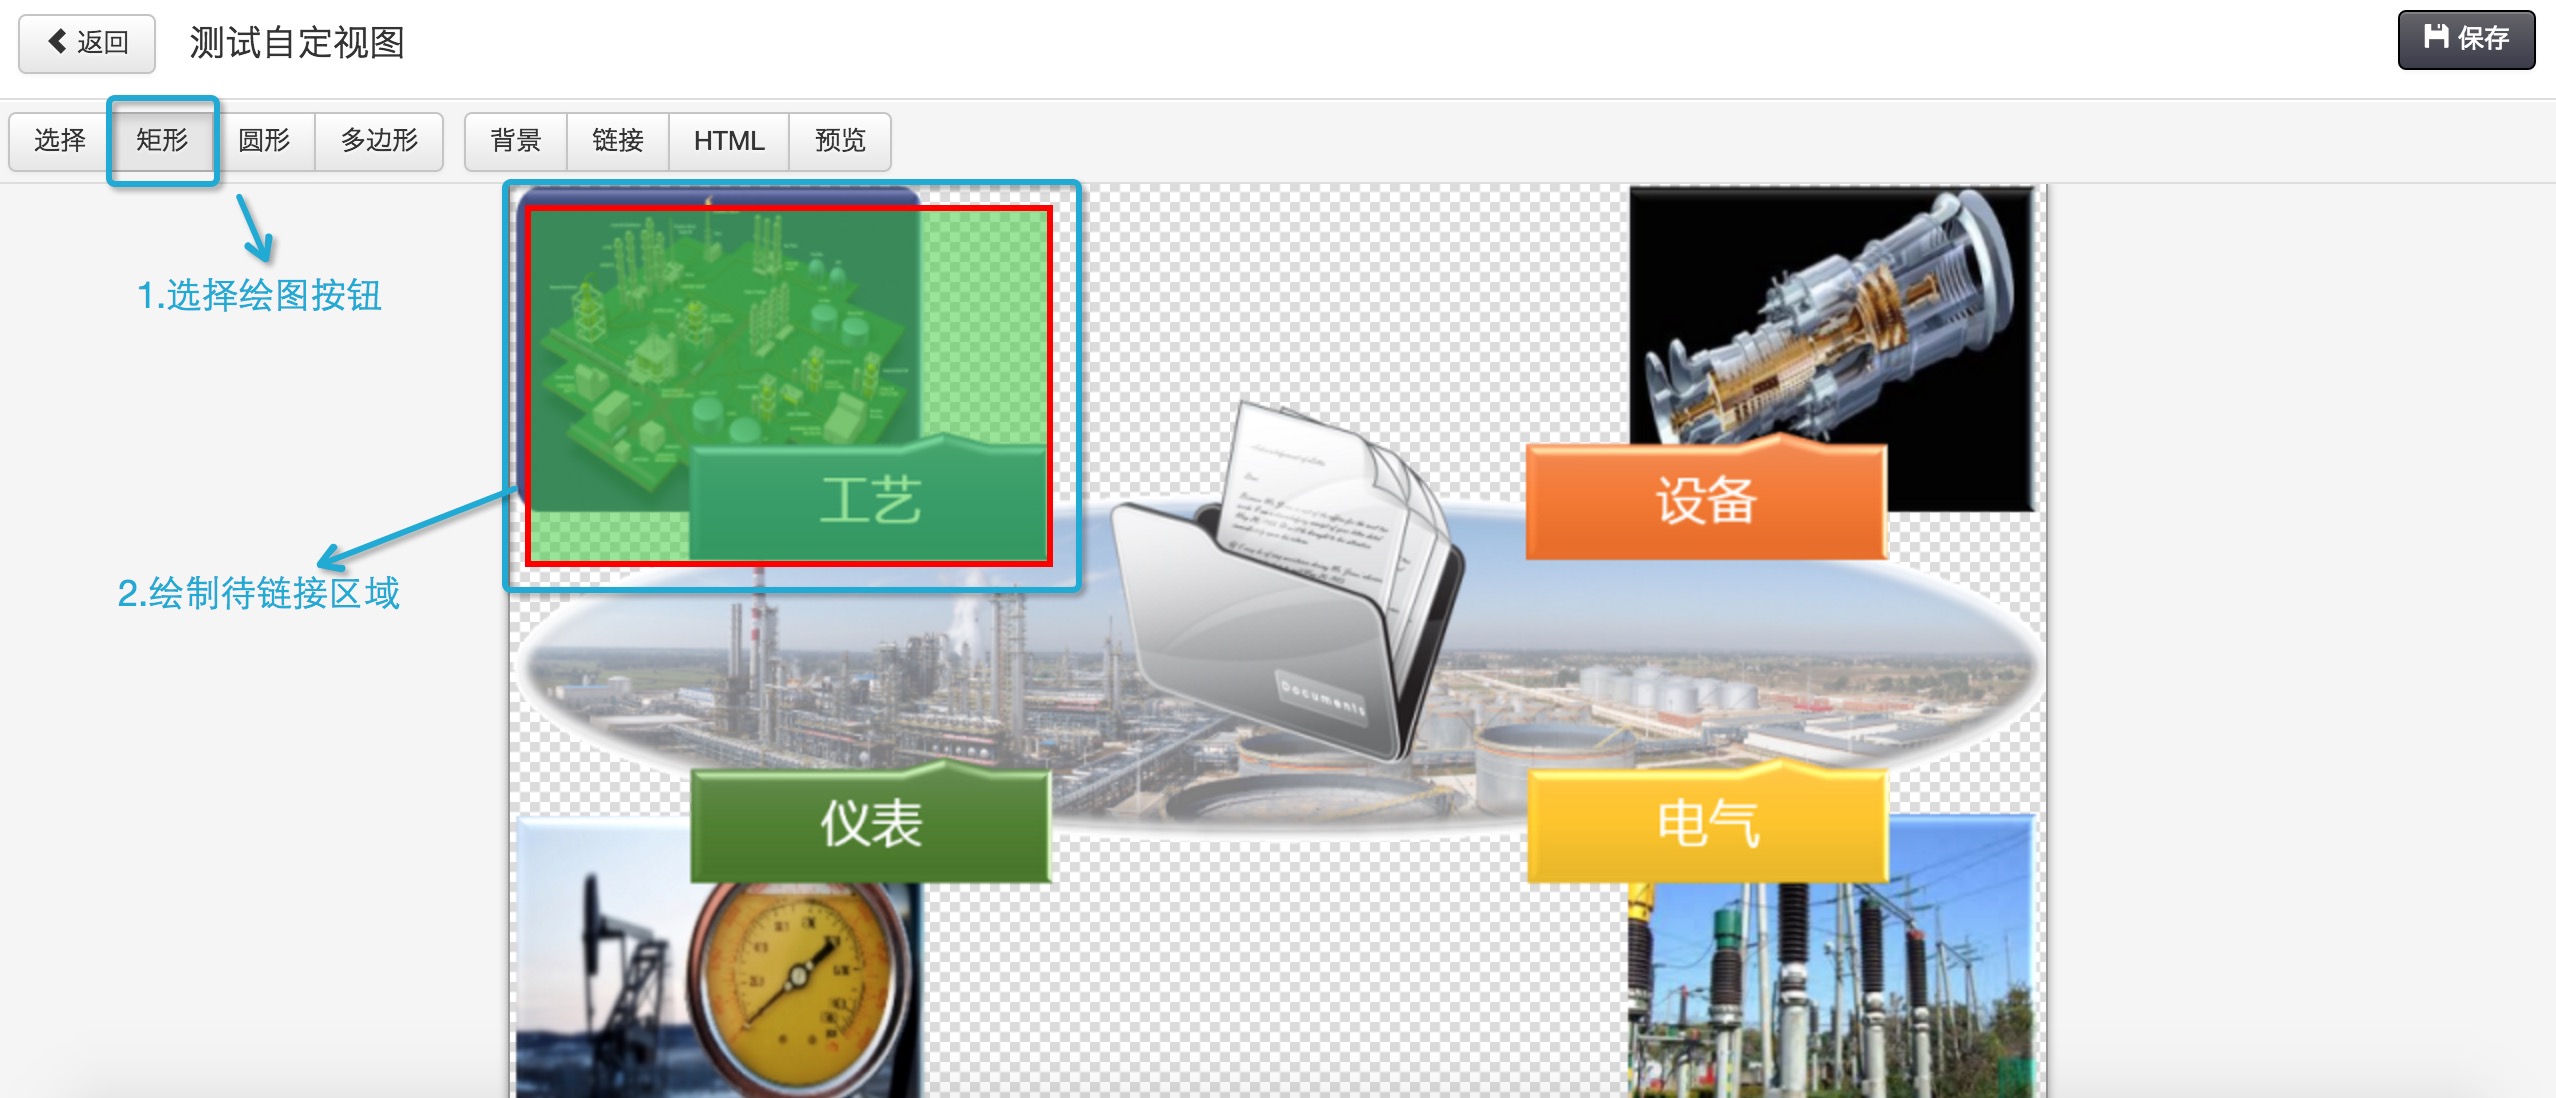 返回
测试自定视图
保存
选择
矩形
圆形
多边形
背景
链接
HTML
预览
1.选择绘图按钮
工艺
设备
2.绘制待链接区域
Documents
仪表
电气